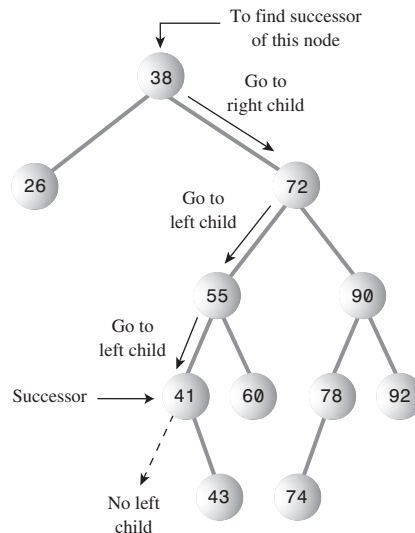 To find successor
of this node
38
Go to
right child
26
72
Go to
left child
55
90
Go to
left child
Successor
41
60
78
92
No left
child
43
74